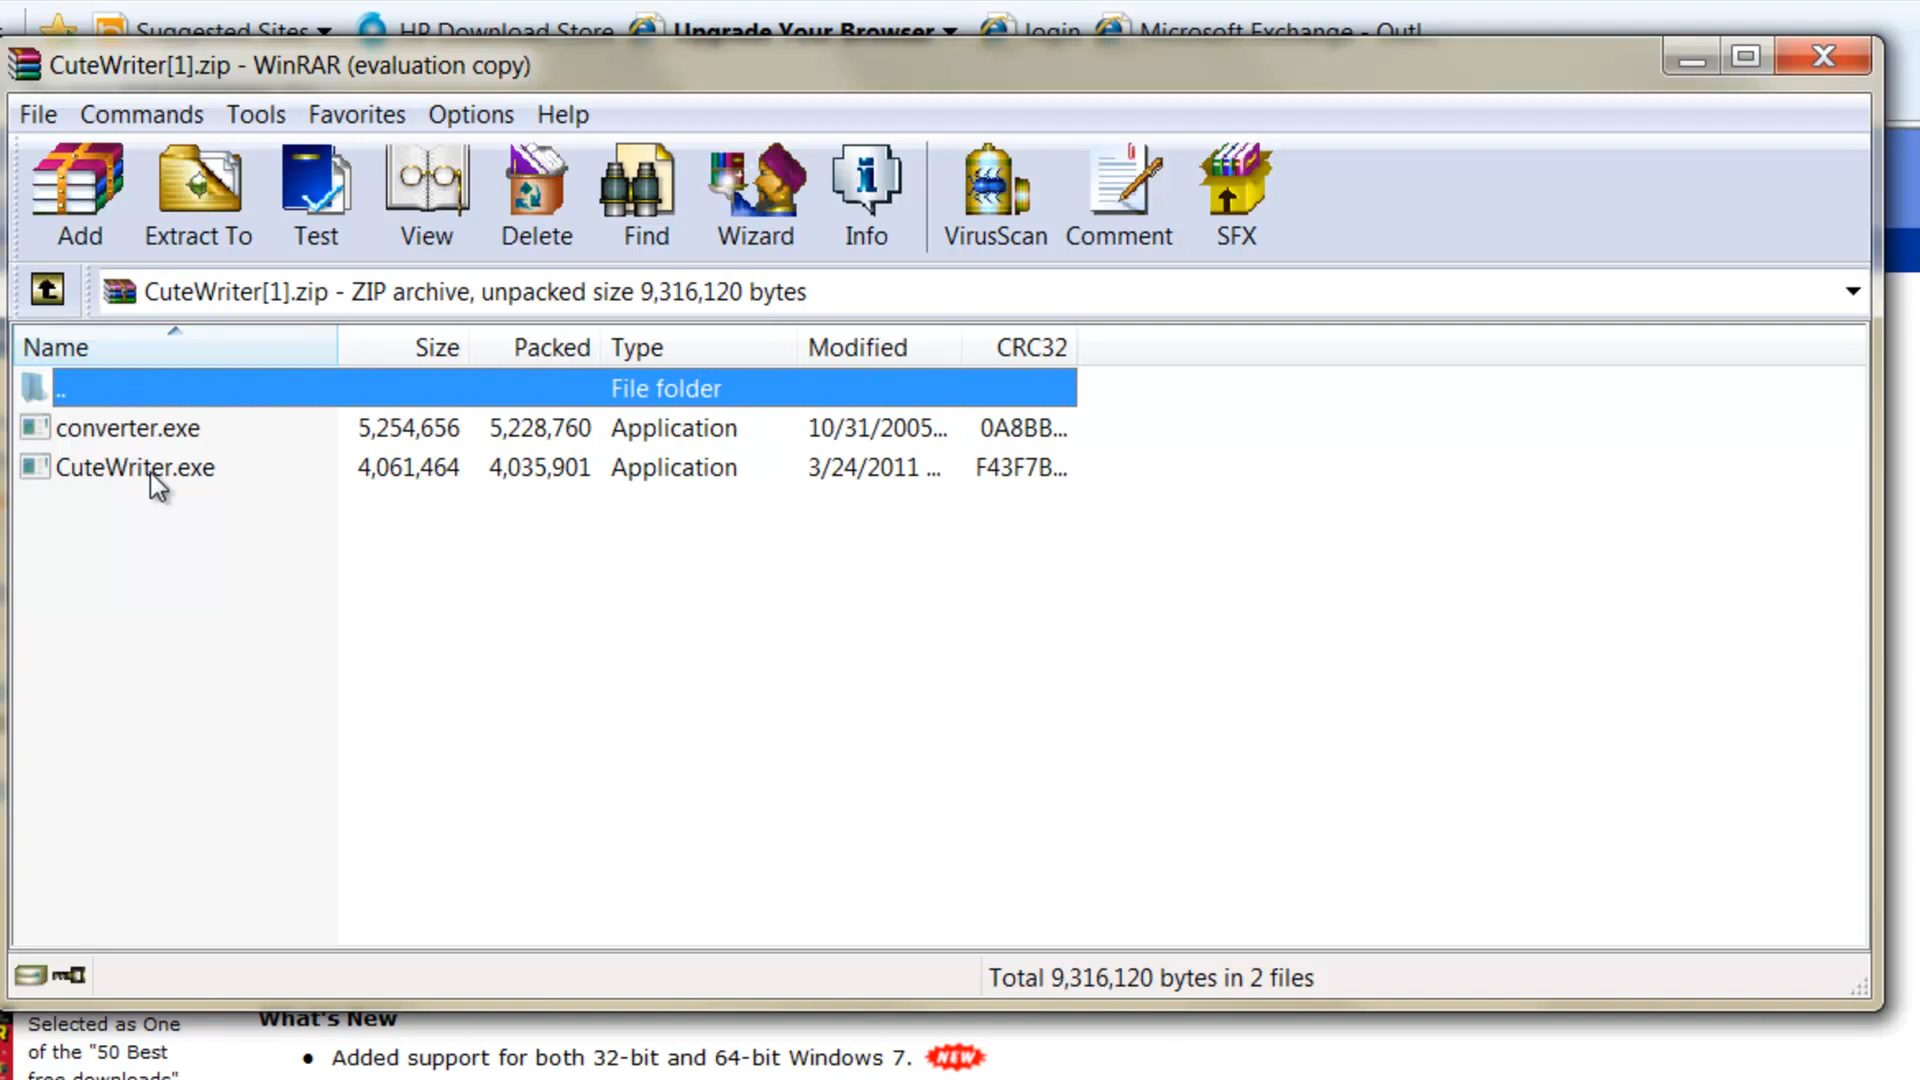 Suggested Sites HP Download Store Upgrade Your Browser login Microsoft Exchange - Outl
CuteWriter[1].zip - WinRAR (evaluation copy)
File Commands Tools Favorites Options Help
Add Extract To Test View Delete Find Wizard Info VirusScan Comment SFX
CuteWriter[1].zip - ZIP archive, unpacked size 9,316,120 bytes
Name Size Packed Type Modified CRC32
.. File folder
converter.exe 5,254,656 5,228,760 Application 10/31/2005... 0A8BB...
CuteWriter.exe 4,061,464 4,035,901 Application 3/24/2011 ... F43F7B...
Total 9,316,120 bytes in 2 files
Selected as One
of the "50 Best
free downloads"
What's New
• Added support for both 32-bit and 64-bit Windows 7. NEW